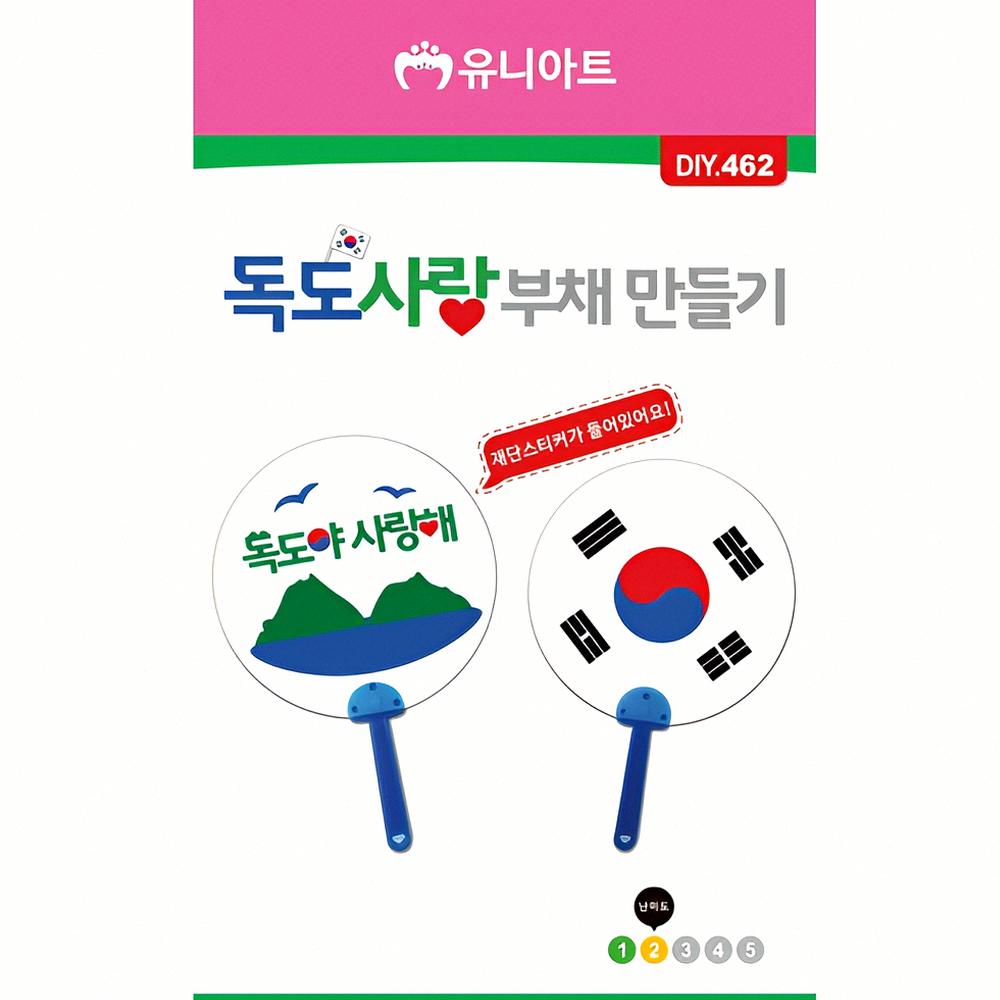 유니아트
DIY.462
독도사랑 부채 만들기
재단스티커가 들어있어요!
독도야 사랑해
난이도
1 2 3 4 5